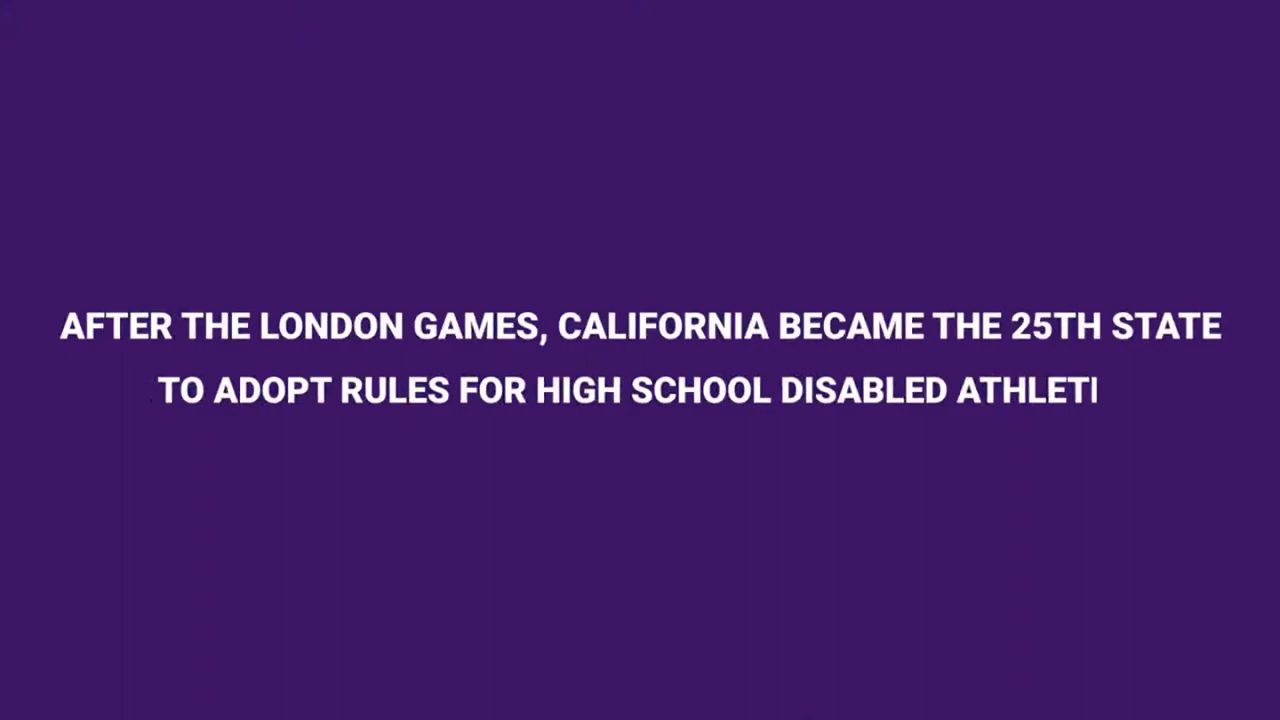 AFTER THE LONDON GAMES, CALIFORNIA BECAME THE 25TH STATE
TO ADOPT RULES FOR HIGH SCHOOL DISABLED ATHLETI